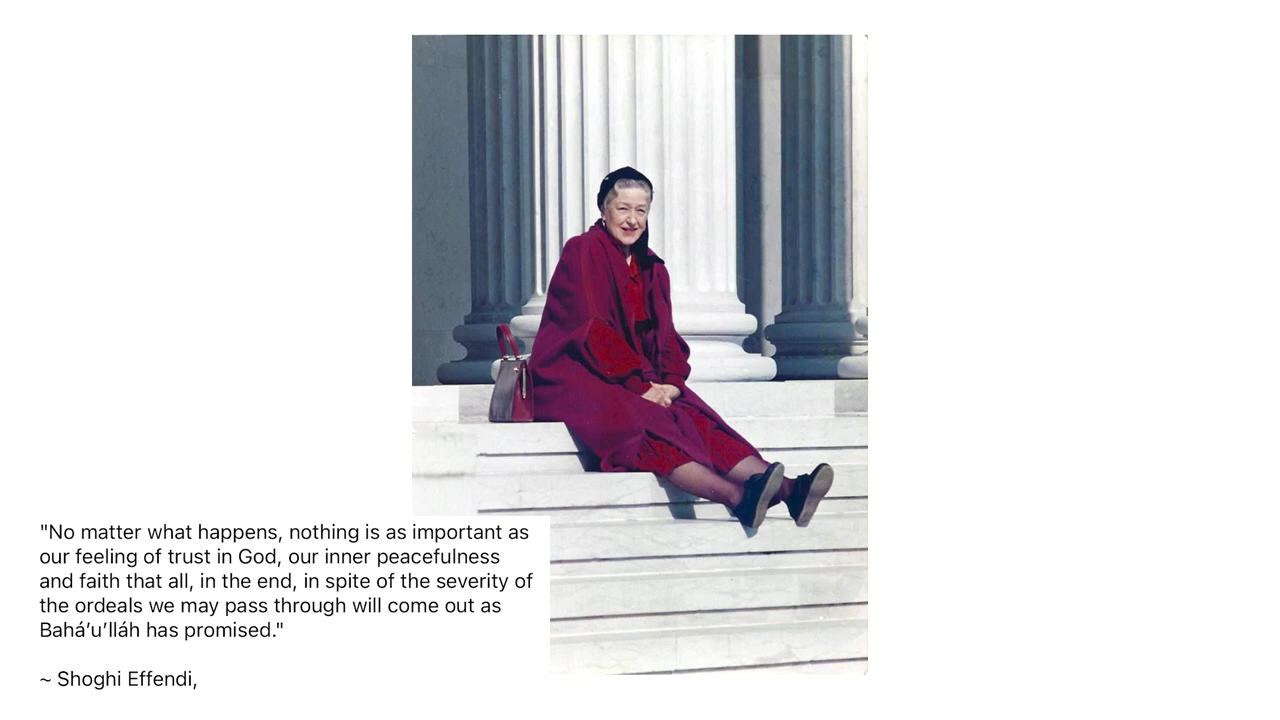 "No matter what happens, nothing is as important as
our feeling of trust in God, our inner peacefulness
and faith that all, in the end, in spite of the severity of
the ordeals we may pass through will come out as
Bahá’u’lláh has promised."
~ Shoghi Effendi,